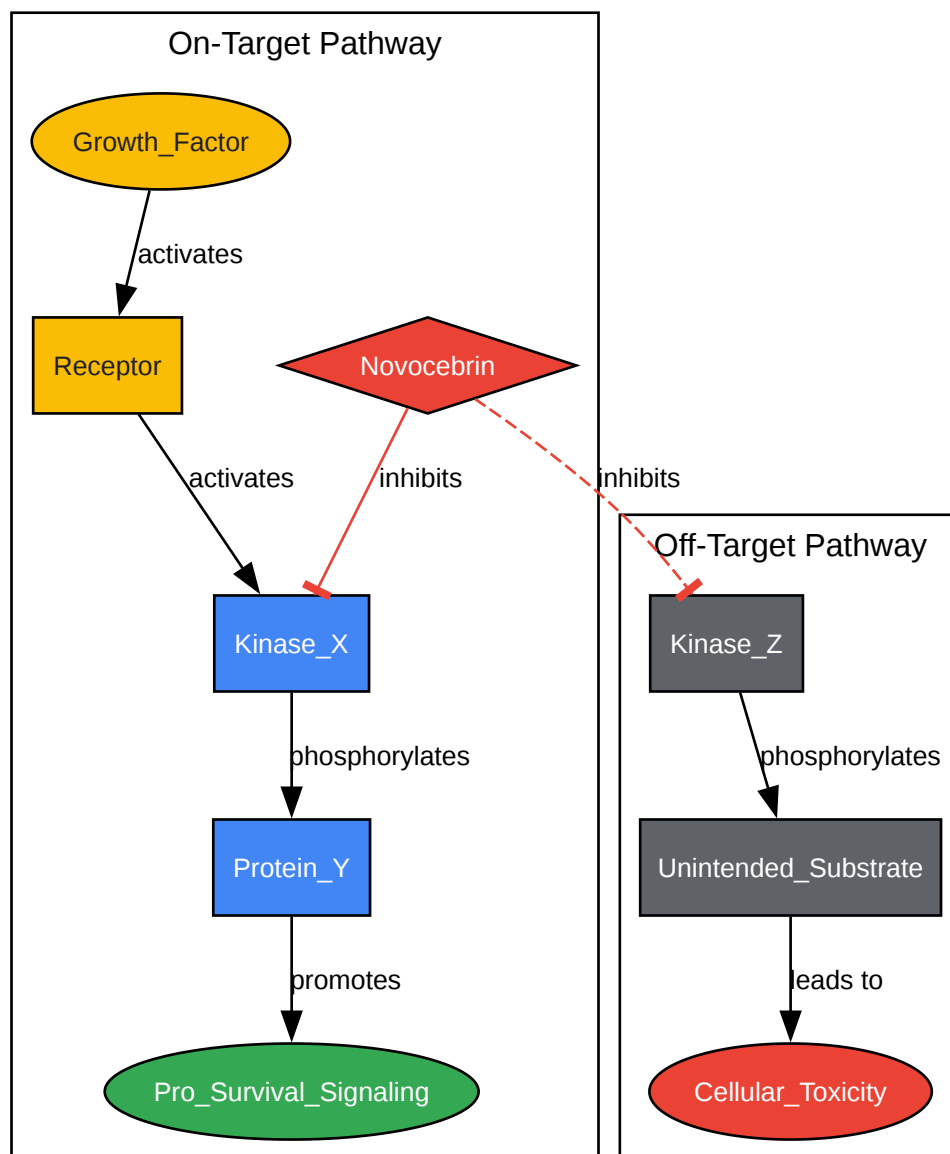 On-Target Pathway
Growth_Factor
activates
Receptor
Novocebrin
activates
inhibits
inhibits
Off-Target Pathway
Kinase_X
Kinase_Z
phosphorylates
phosphorylates
Protein_Y
Unintended_Substrate
promotes
leads to
Pro_Survival_Signaling
Cellular_Toxicity